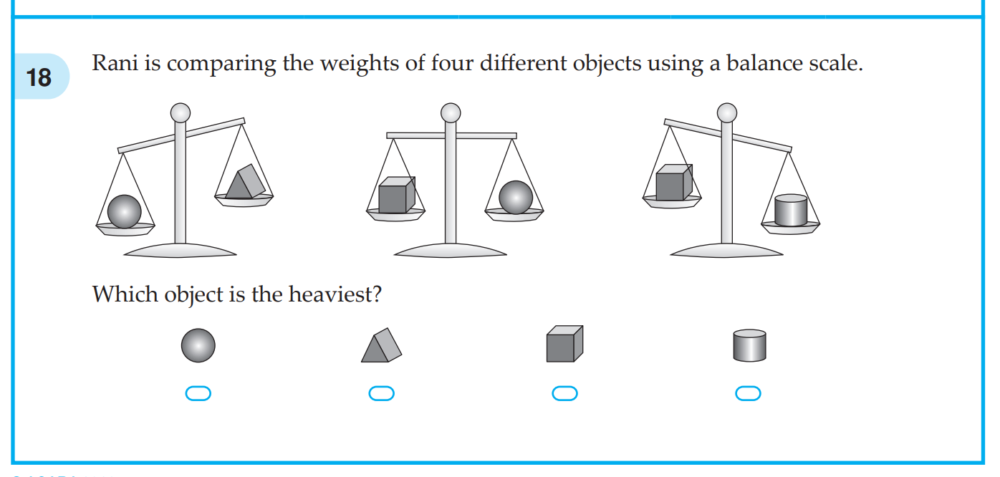 18
Rani is comparing the weights of four different objects using a balance scale.
Which object is the heaviest?